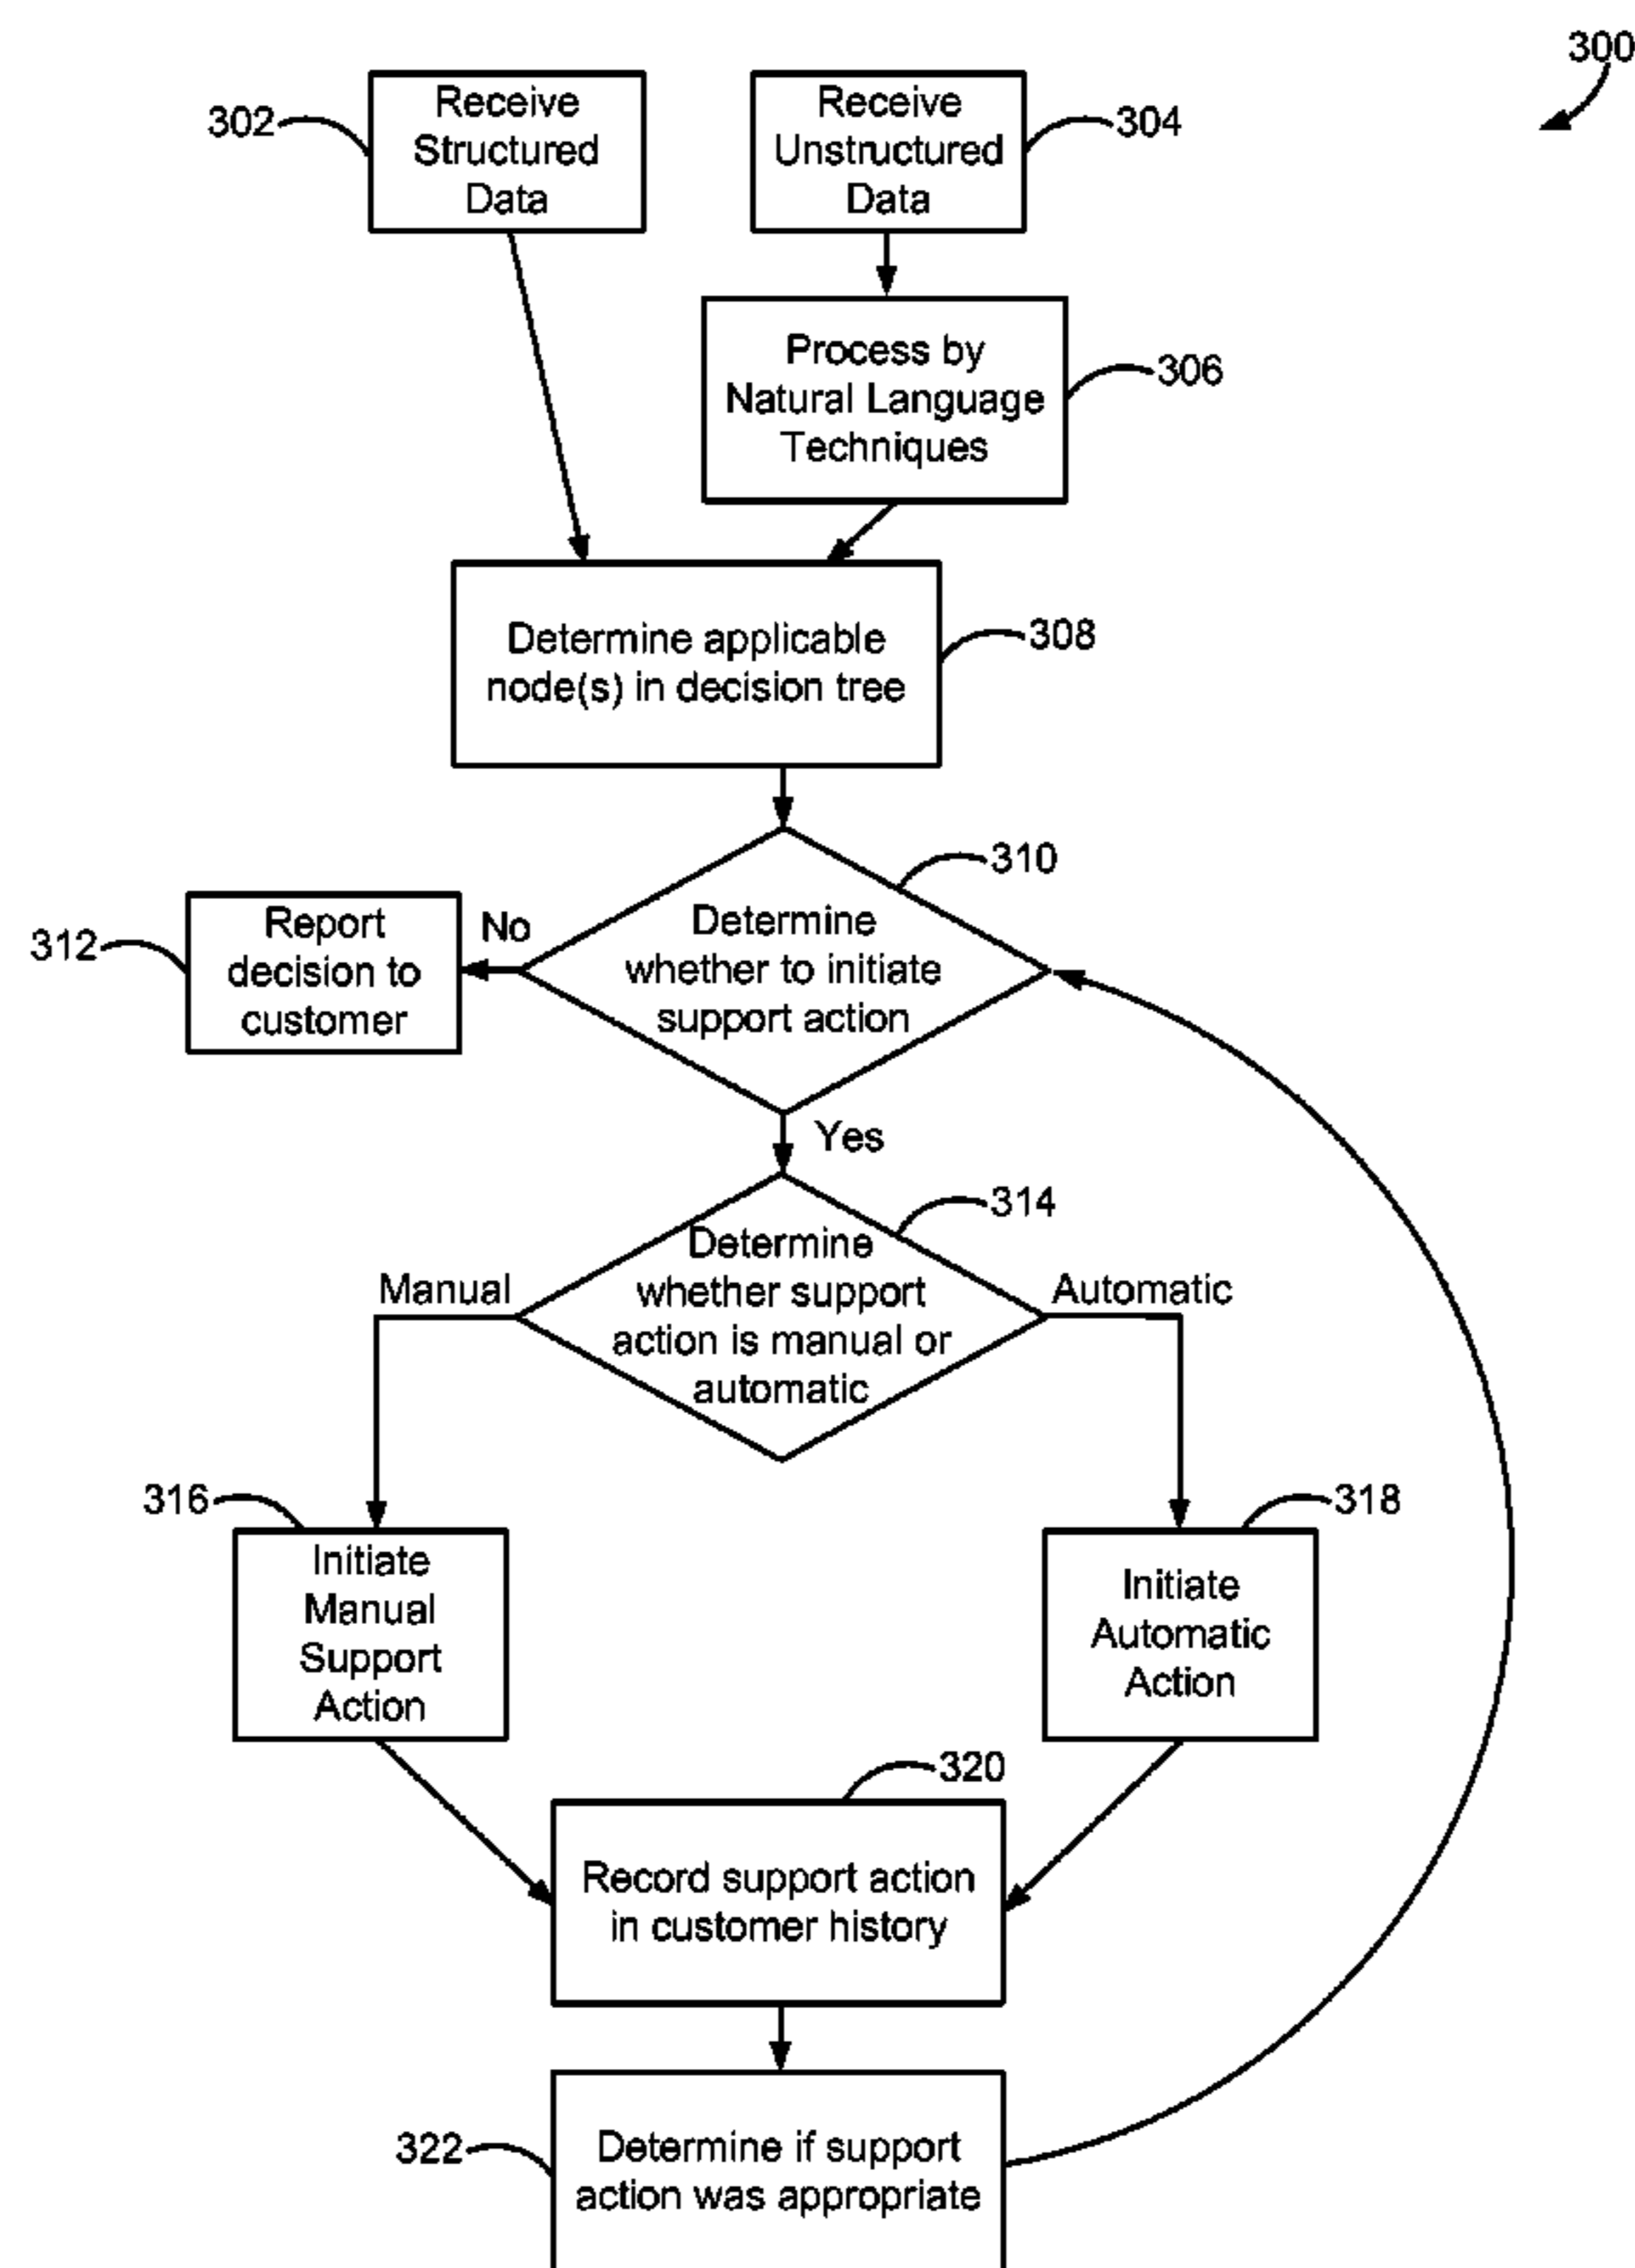 300
302
Receive
Structured
Data
Receive
Unstructured
Data
304
Process by
Natural Language
Techniques
306
Determine applicable
node(s) in decision tree
308
310
Determine
whether to initiate
support action
No
312
Report
decision to
customer
Yes
314
Determine
whether support
action is manual or
automatic
Manual
Automatic
316
Initiate
Manual
Support
Action
318
Initiate
Automatic
Action
320
Record support action
in customer history
322
Determine if support
action was appropriate